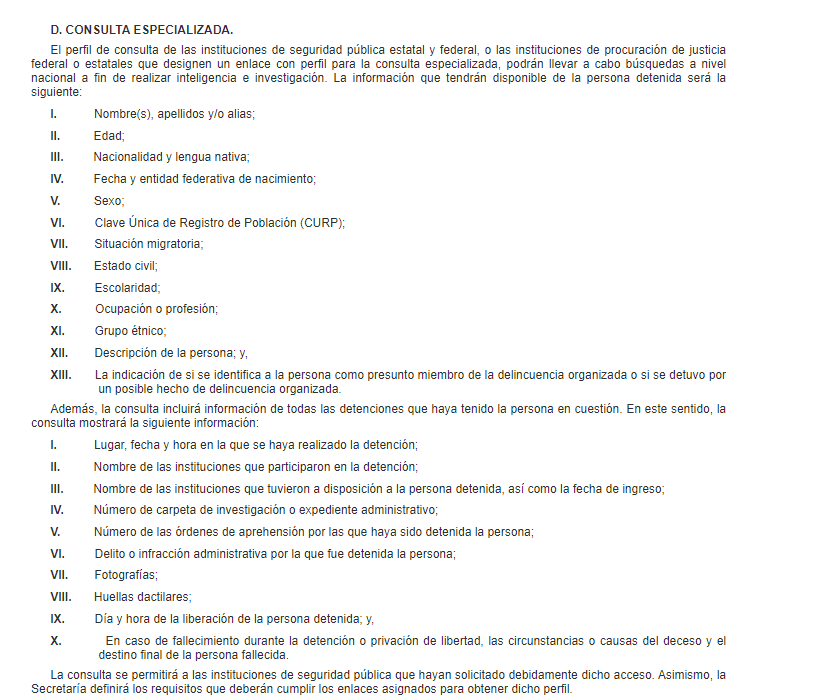 D. CONSULTA ESPECIALIZADA.
El perfil de consulta de las instituciones de seguridad pública estatal y federal, o las instituciones de procuración de justicia
federal o estatales que designen un enlace con perfil para la consulta especializada, podrán llevar a cabo búsquedas a nivel
nacional a fin de realizar inteligencia e investigación. La información que tendrán disponible de la persona detenida será la
siguiente:
I. Nombre(s), apellidos y/o alias;
II. Edad;
III. Nacionalidad y lengua nativa;
IV. Fecha y entidad federativa de nacimiento;
V. Sexo;
VI. Clave Única de Registro de Población (CURP);
VII. Situación migratoria;
VIII. Estado civil;
IX. Escolaridad;
X. Ocupación o profesión;
XI. Grupo étnico;
XII. Descripción de la persona; y,
XIII. La indicación de si se identifica a la persona como presunto miembro de la delincuencia organizada o si se detuvo por
un posible hecho de delincuencia organizada.
Además, la consulta incluirá información de todas las detenciones que haya tenido la persona en cuestión. En este sentido, la
consulta mostrará la siguiente información:
I. Lugar, fecha y hora en la que se haya realizado la detención;
II. Nombre de las instituciones que participaron en la detención;
III. Nombre de las instituciones que tuvieron a disposición a la persona detenida, así como la fecha de ingreso;
IV. Número de carpeta de investigación o expediente administrativo;
V. Número de las órdenes de aprehensión por las que haya sido detenida la persona;
VI. Delito o infracción administrativa por la que fue detenida la persona;
VII. Fotografías;
VIII. Huellas dactilares;
IX. Día y hora de la liberación de la persona detenida; y,
X. En caso de fallecimiento durante la detención o privación de libertad, las circunstancias o causas del deceso y el
destino final de la persona fallecida.
La consulta se permitirá a las instituciones de seguridad pública que hayan solicitado debidamente dicho acceso. Asimismo, la
Secretaría definirá los requisitos que deberán cumplir los enlaces asignados para obtener dicho perfil.